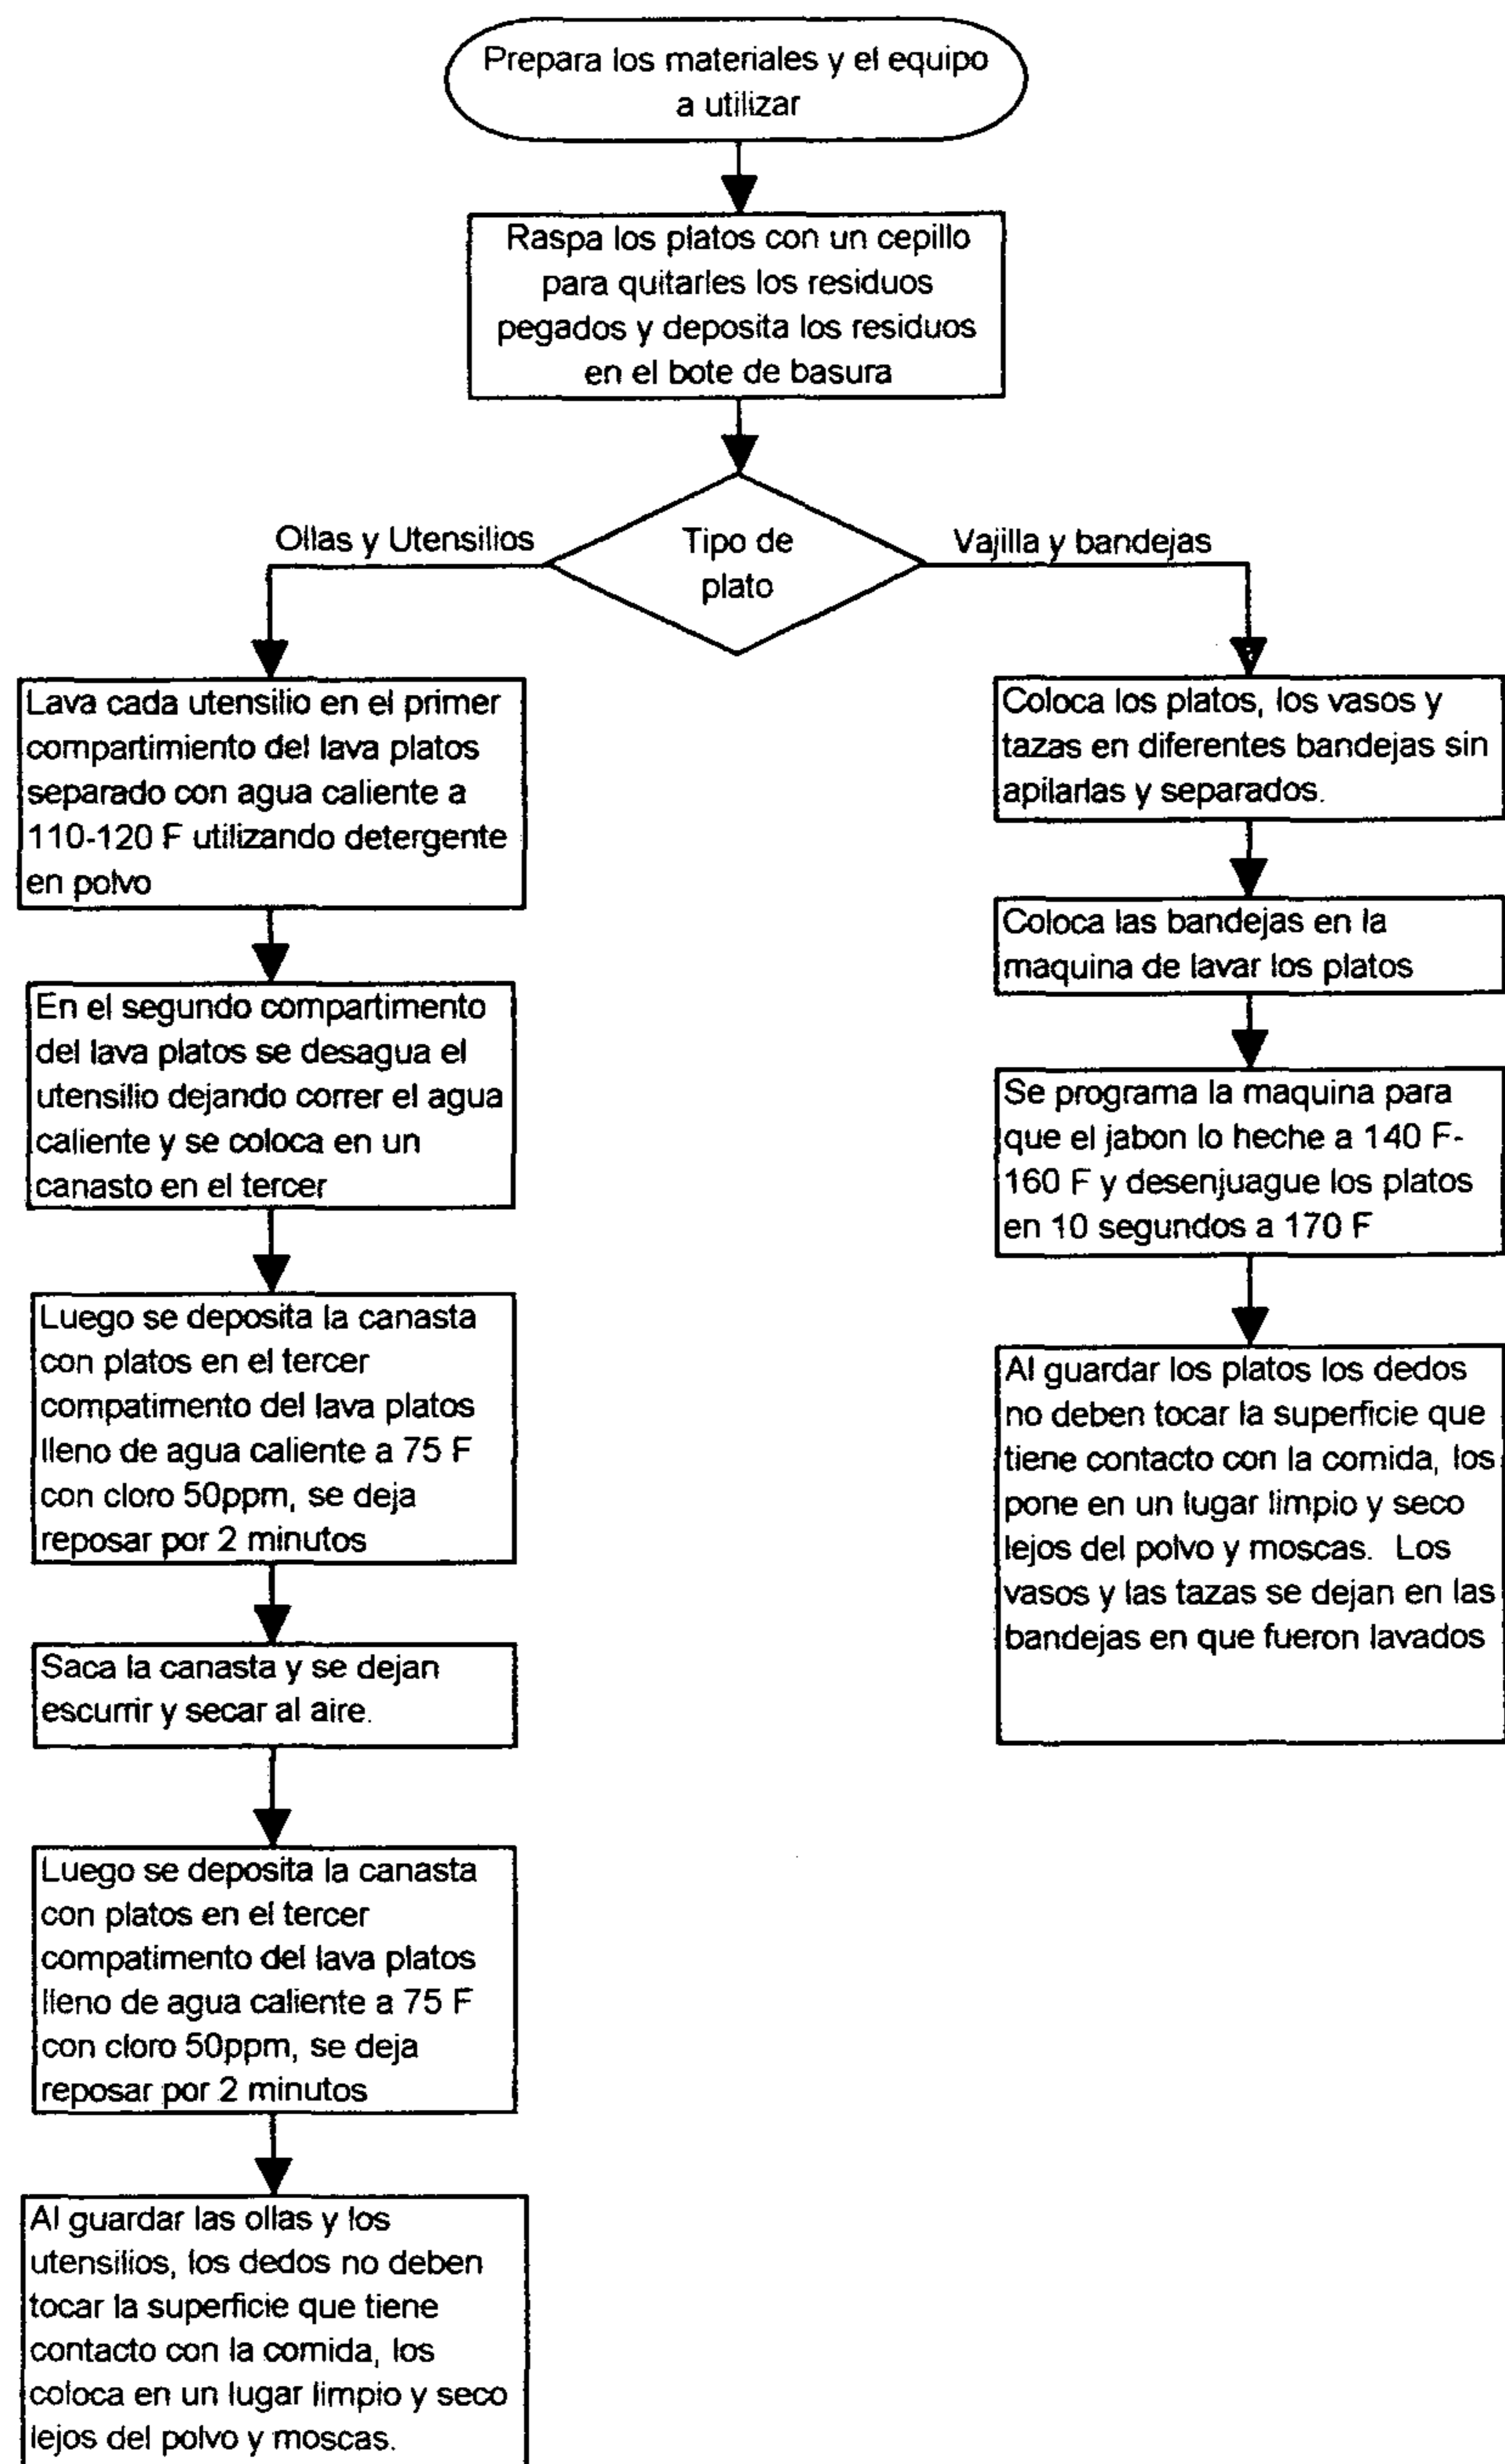 Prepara los materiales y el equipo
a utilizar
Raspa los platos con un cepillo
para quitarles los residuos
pegados y deposita los residuos
en el bote de basura
Tipo de
plato
Ollas y Utensilios
Lava cada utensilio en el primer
compartimiento del lava platos
separado con agua caliente a
110-120 F utilizando detergente
en polvo
En el segundo compartimento
del lava platos se desagua el
utensilio dejando correr el agua
caliente y se coloca en un
canasto en el tercer
Luego se deposita la canasta
con platos en el tercer
compatimento del lava platos
lleno de agua caliente a 75 F
con cloro 50ppm, se deja
reposar por 2 minutos
Saca la canasta y se dejan
escurrir y secar al aire.
Luego se deposita la canasta
con platos en el tercer
compatimento del lava platos
lleno de agua caliente a 75 F
con cloro 50ppm, se deja
reposar por 2 minutos
Al guardar las ollas y los
utensilios, los dedos no deben
tocar la superficie que tiene
contacto con la comida, los
coloca en un lugar limpio y seco
lejos del polvo y moscas.
Vajilla y bandejas
Coloca los platos, los vasos y
tazas en diferentes bandejas sin
apilarlas y separados.
Coloca las bandejas en la
maquina de lavar los platos
Se programa la maquina para
que el jabon lo heche a 140 F-
160 F y desenjuague los platos
en 10 segundos a 170 F
Al guardar los platos los dedos
no deben tocar la superficie que
tiene contacto con la comida, los
pone en un lugar limpio y seco
lejos del polvo y moscas. Los
vasos y las tazas se dejan en las
bandejas en que fueron lavados